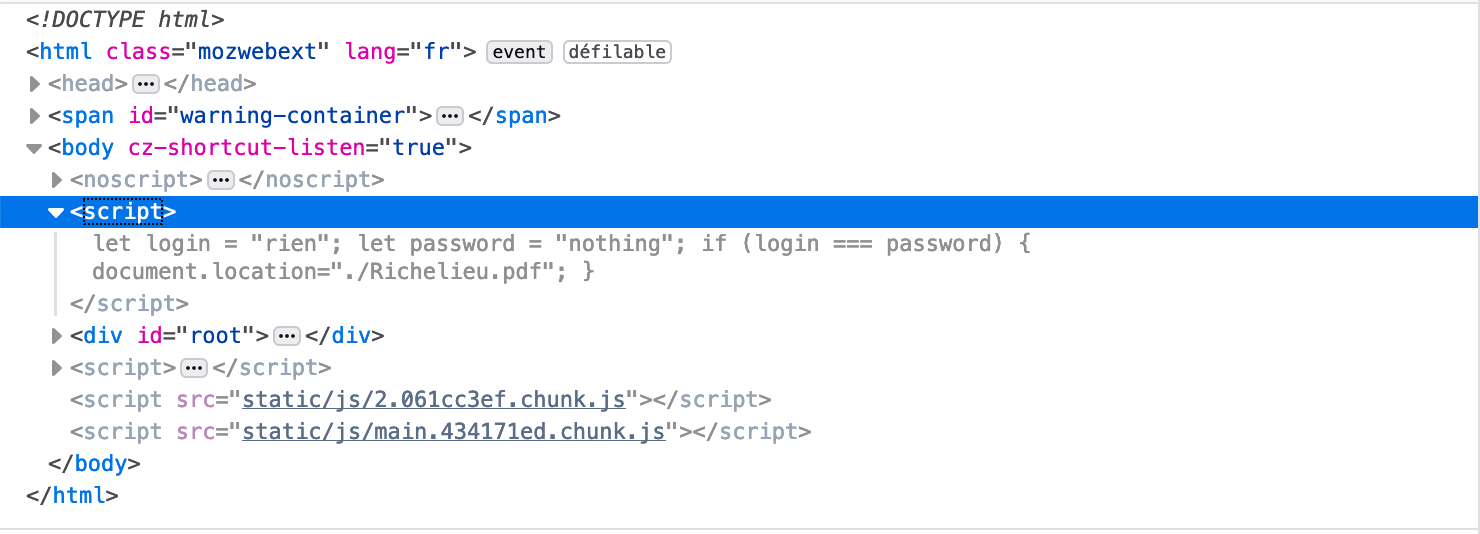 <!DOCTYPE html>
<html class="mozwebext" lang="fr"> event défilable
<head>•••</head>
<span id="warning-container">•••</span>
<body cz-shortcut-listen="true">
<noscript>•••</noscript>
<script>
let login = "rien"; let password = "nothing"; if (login === password) {
document.location="./Richelieu.pdf"; }
</script>
<div id="root">•••</div>
<script>•••</script>
<script src="static/js/2.061cc3ef.chunk.js"></script>
<script src="static/js/main.434171ed.chunk.js"></script>
</body>
</html>